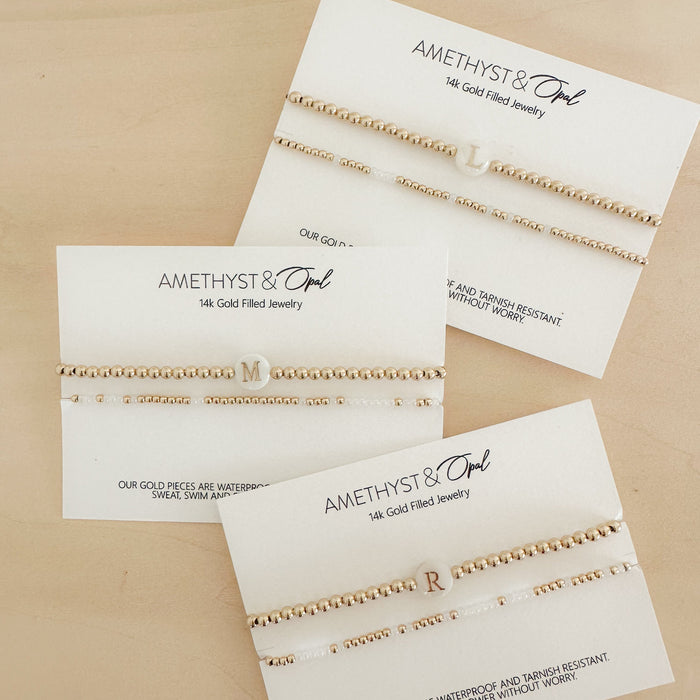 AMETHYST & Opal
14k Gold Filled Jewelry
L
OUR GOLD
OF AND TARNISH RESISTANT.
WITHOUT WORRY.
AMETHYST & Opal
14k Gold Filled Jewelry
M
OUR GOLD PIECES ARE WATERPROOF
SWEAT, SWIM AND
AMETHYST & Opal
14k Gold Filled Jewelry
R
WATERPROOF AND TARNISH RESISTANT.
WITHOUT WORRY.